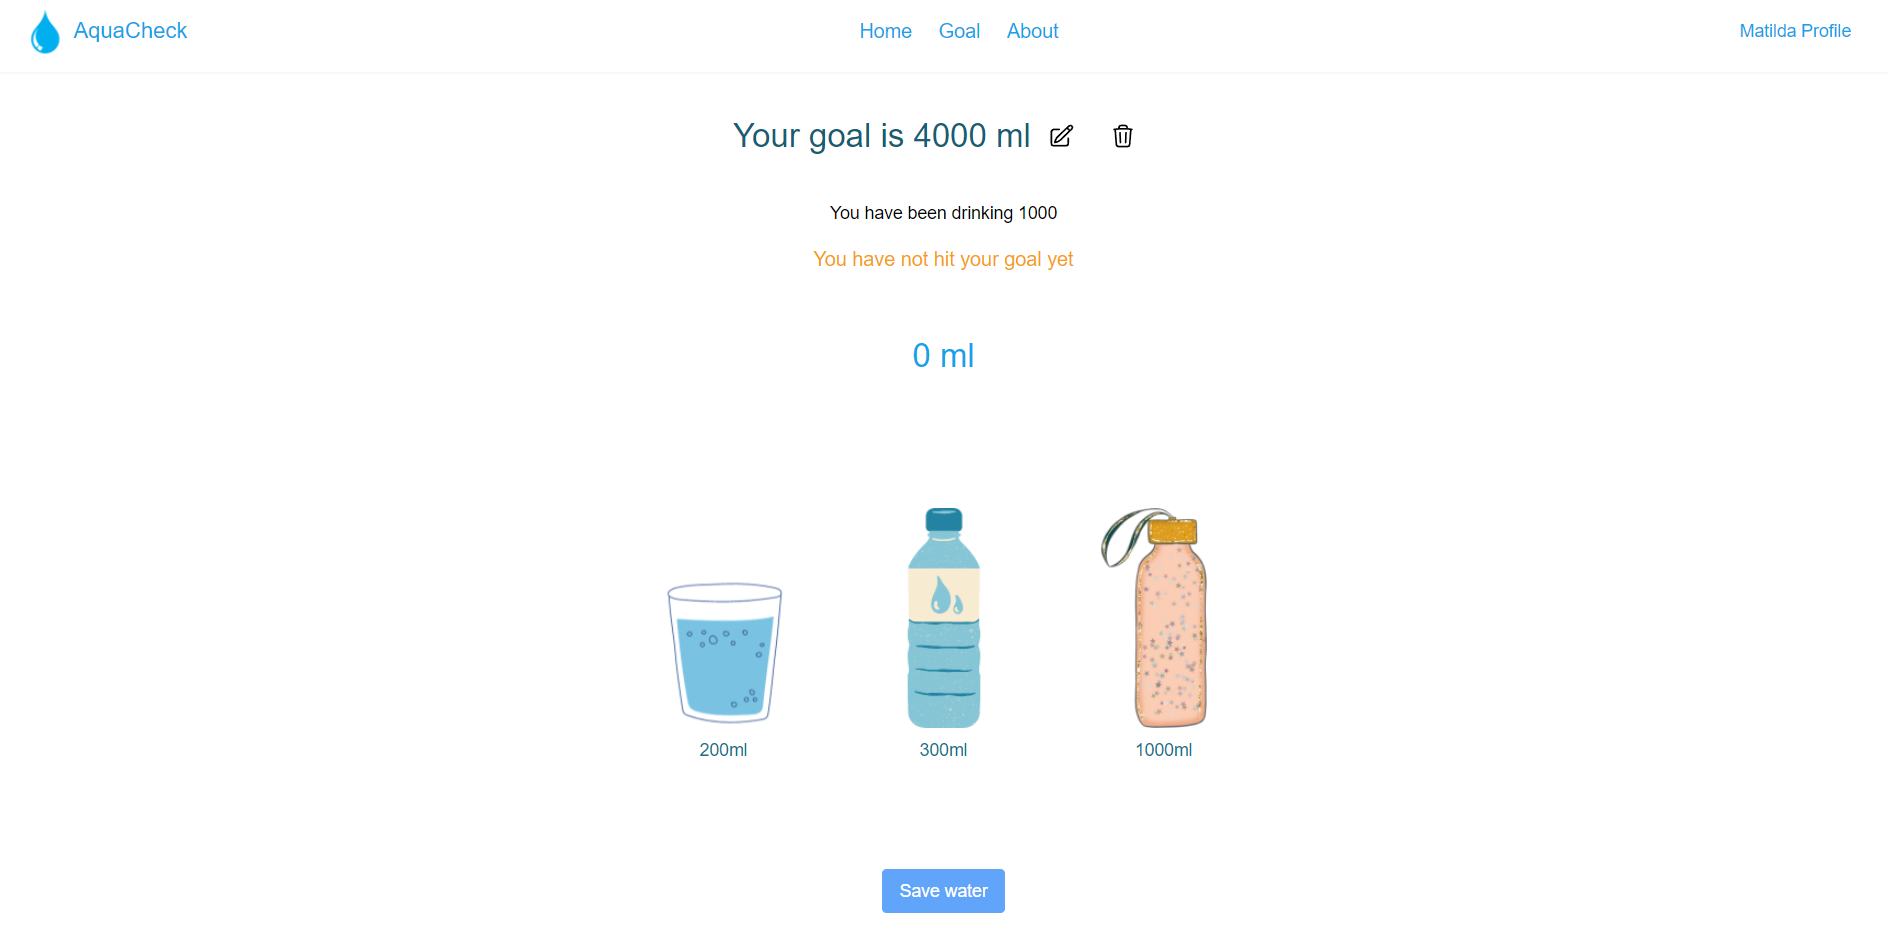 AquaCheck
Home Goal About
Matilda Profile
Your goal is 4000 ml
You have been drinking 1000
You have not hit your goal yet
0 ml
200ml
300ml
1000ml
Save water